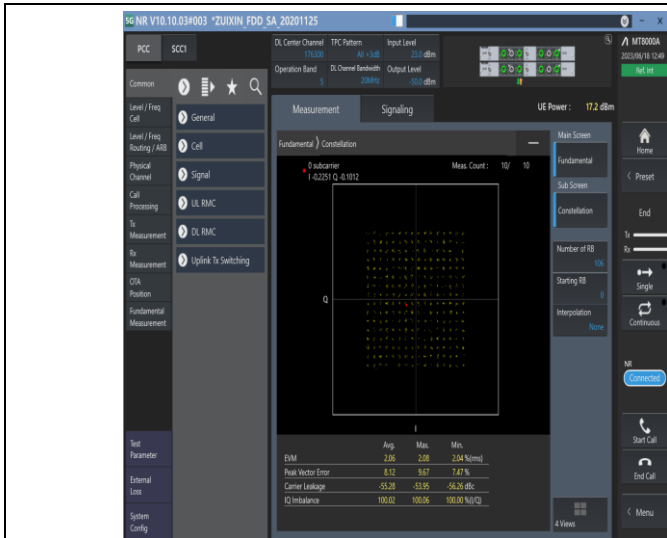 5G NR V10.10.03#003 *ZUIXIN_FDD_SA_20201125
PCC
SCC1
DL Center Channel
176300
TPC Pattern
All +3dB
Input Level
23.0 dBm
Operation Band
5
DL Channel Bandwidth
20MHz
Output Level
-50.0 dBm
MT8000A
2023/06/16 12:49
Ref. Int
Common
Level / Freq
Cell
Level / Freq
Routing / ARB
Physical
Channel
Call
Processing
Tx
Measurement
Rx
Measurement
OTA
Position
Fundamental
Measurement
Test
Parameter
External
Loss
System
Config
General
Cell
Signal
UL RMC
DL RMC
Uplink Tx Switching
Measurement
Signaling
UE Power : 17.2 dBm
Fundamental ⟩ Constellation
0 subcarrier
I -0.2251 Q -0.1012
Meas. Count : 10/ 10
Q
I
Avg. Max. Min.
EVM 2.06 2.08 2.04 %(rms)
Peak Vector Error 8.12 9.67 7.47 %
Carrier Leakage -55.28 -53.95 -56.26 dBc
IQ Imbalance 100.02 100.06 100.00 %(I/Q)
Main Screen
Fundamental
Sub Screen
Constellation
Number of RB
106
Starting RB
0
Interpolation
None
4 Views
Home
Preset
End
Tx
Rx
Single
Continuous
NR
Connected
Start Call
End Call
Menu